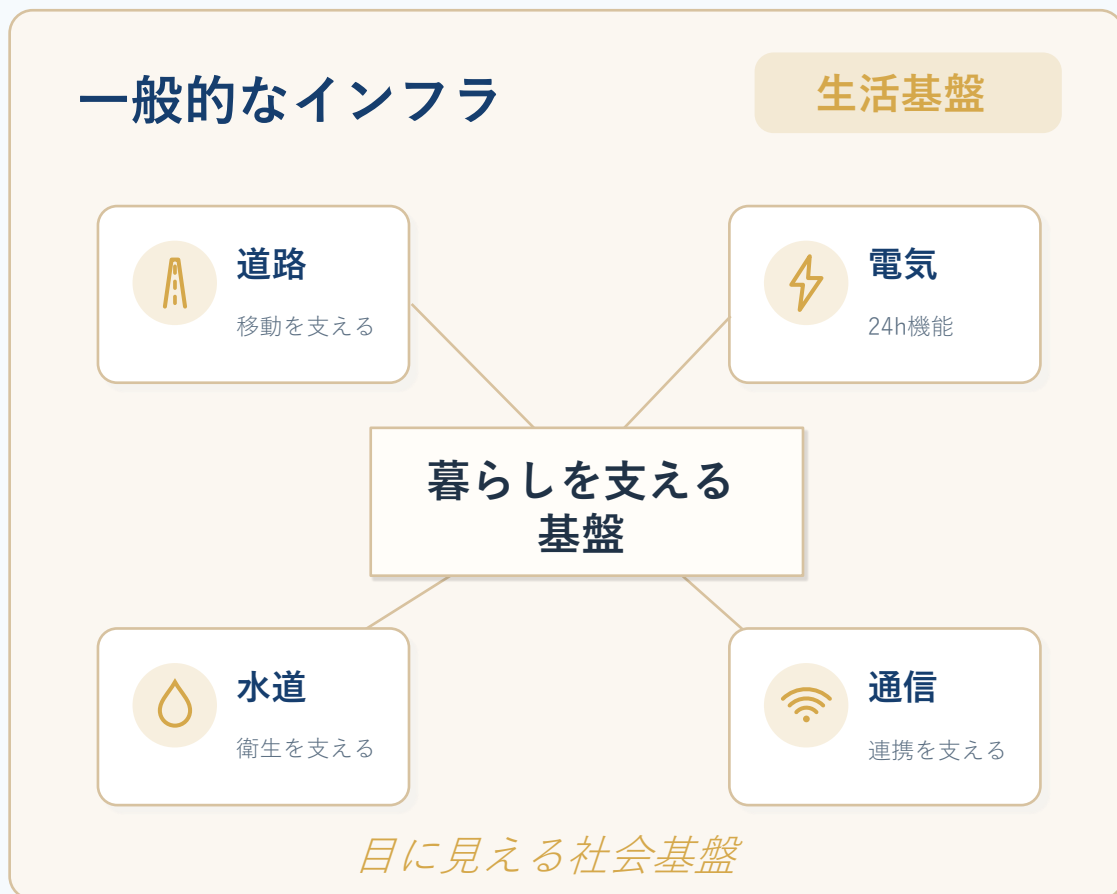 一般的なインフラ
生活基盤
道路
移動を支える
電気
24h機能
暮らしを支える
基盤
水道
衛生を支える
通信
連携を支える
目に見える社会基盤